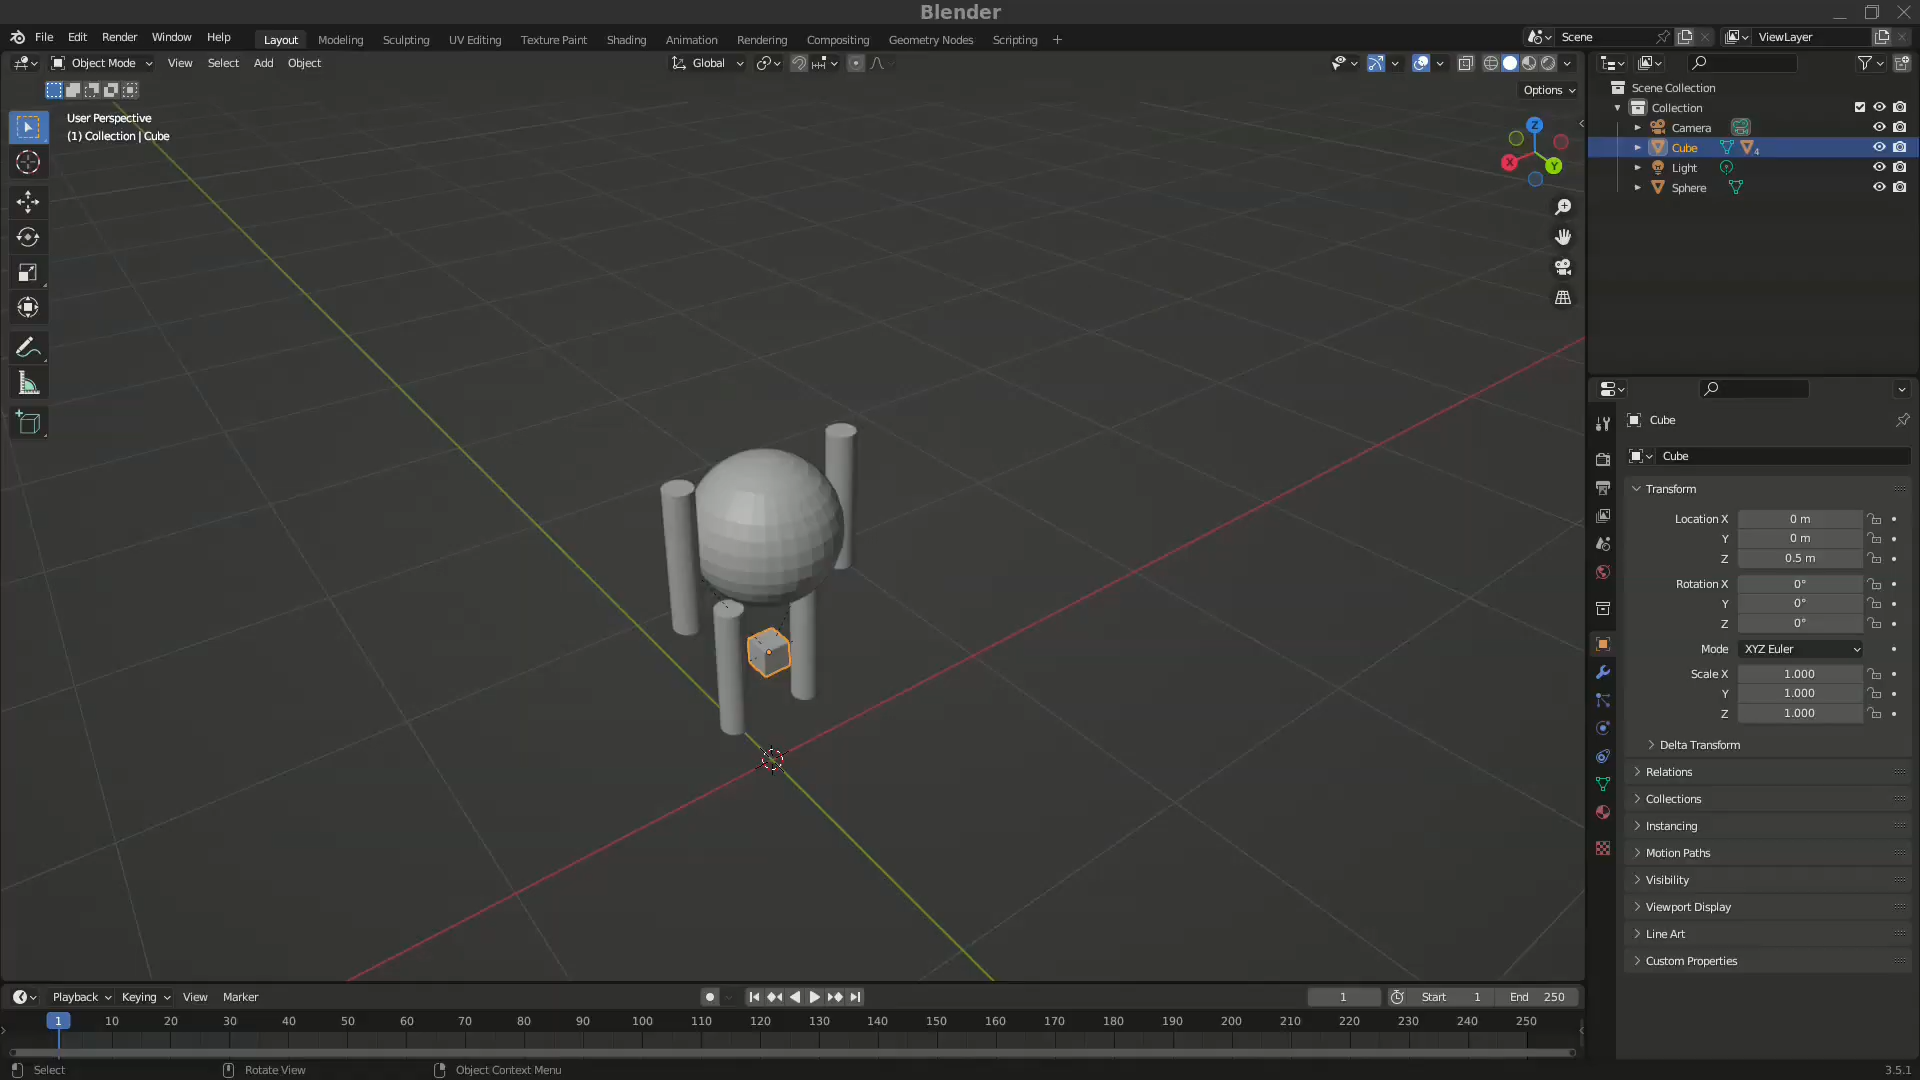 Blender
File Edit Render Window Help
Layout Modeling Sculpting UV Editing Texture Paint Shading Animation Rendering Compositing Geometry Nodes Scripting +
Scene
ViewLayer
Object Mode View Select Add Object
Global
Options
User Perspective
(1) Collection | Cube
Z
X
Y
Scene Collection
Collection
Camera
Cube
4
Light
Sphere
Cube
Cube
Transform
Location X 0 m
Y 0 m
Z 0.5 m
Rotation X 0°
Y 0°
Z 0°
Mode XYZ Euler
Scale X 1.000
Y 1.000
Z 1.000
Delta Transform
Relations
Collections
Instancing
Motion Paths
Visibility
Viewport Display
Line Art
Custom Properties
Playback Keying View Marker
1
Start 1
End 250
1 10 20 30 40 50 60 70 80 90 100 110 120 130 140 150 160 170 180 190 200 210 220 230 240 250
Select
Rotate View
Object Context Menu
3.5.1